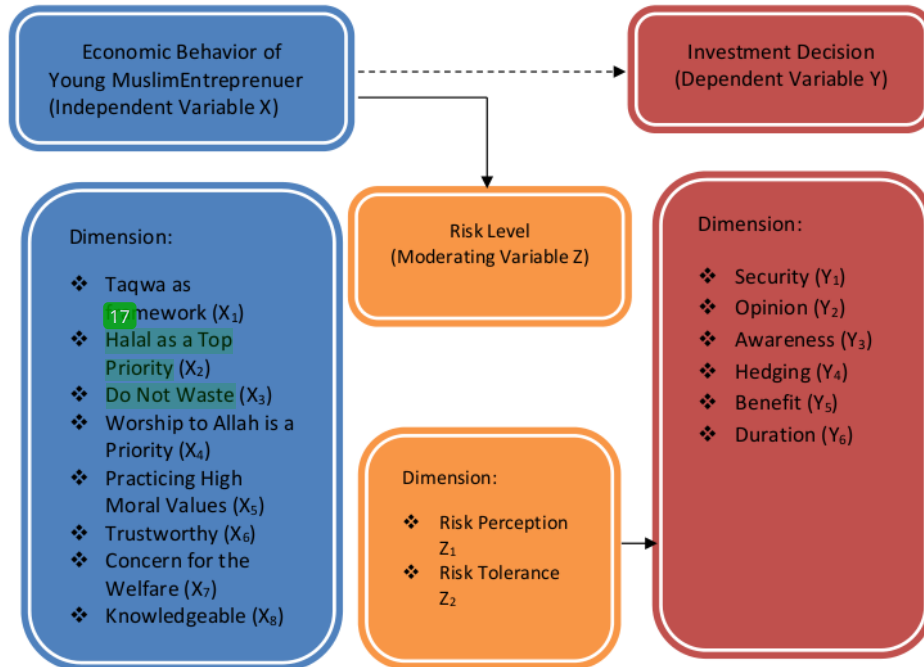 Economic Behavior of
Young MuslimEntreprenuer
(Independent Variable X)
Investment Decision
(Dependent Variable Y)
Risk Level
(Moderating Variable Z)
Dimension:
❖ Taqwa as
mework (X₁)
17
❖ Halal as a Top
Priority (X₂)
❖ Do Not Waste (X₃)
❖ Worship to Allah is a
Priority (X₄)
❖ Practicing High
Moral Values (X₅)
❖ Trustworthy (X₆)
❖ Concern for the
Welfare (X₇)
❖ Knowledgeable (X₈)
Dimension:
❖ Risk Perception
Z₁
❖ Risk Tolerance
Z₂
Dimension:
❖ Security (Y₁)
❖ Opinion (Y₂)
❖ Awareness (Y₃)
❖ Hedging (Y₄)
❖ Benefit (Y₅)
❖ Duration (Y₆)